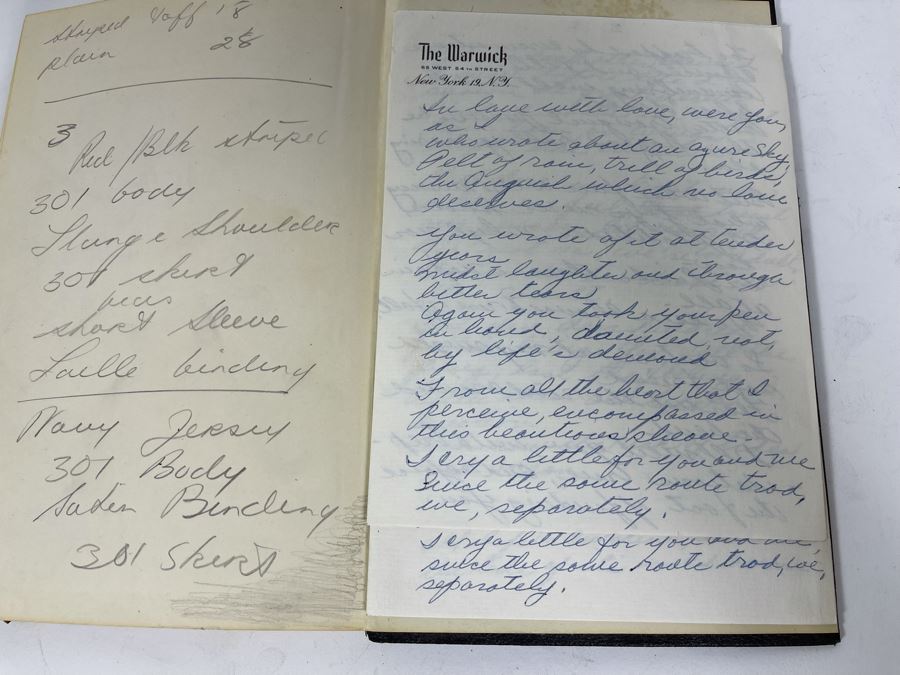 striped taff 18
plain 28
3
Red/Blk striped
301 body
Shoulder
301 skirt
bias
short sleeve
Faille binding
Navy Jersey
301 Body
Satin Binding
301 Skirt
The Warwick
65 WEST 54TH STREET
New York 19, N.Y.
In love with love, were you,
as I
who wrote about an azure sky,
Pelt of rain, trill of birds,
the anguish which no love
deserves.
You wrote of it at tender
years
midst laughter and through
bitter tears
Again you took your pen
in hand, daunted not,
by life's demand
From all the heart that I
perceive, encompassed in
this beauteous sheave -
I cry a little for you and me
since the same route trod,
we, separately.
I cry a little for you and me,
since the same route trod, we,
separately.